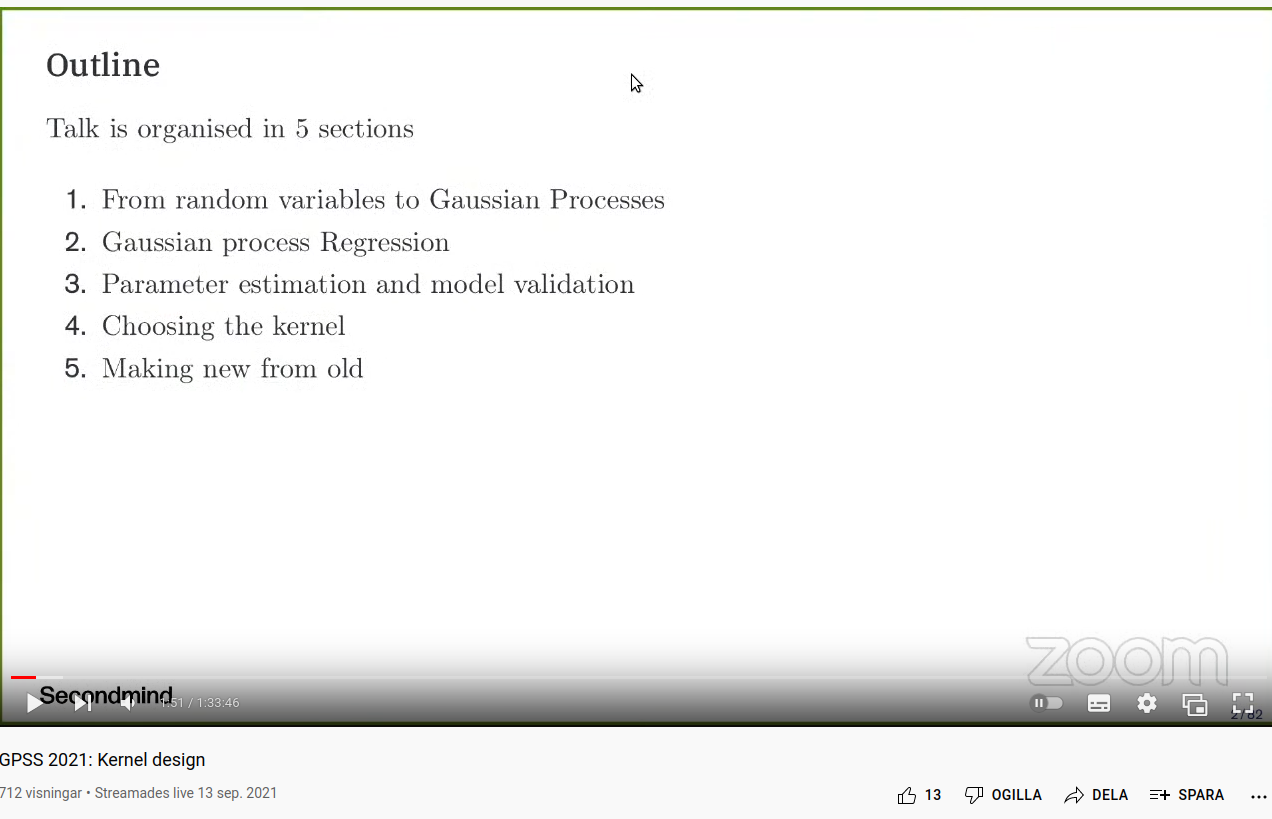 Outline
Talk is organised in 5 sections
1. From random variables to Gaussian Processes
2. Gaussian process Regression
3. Parameter estimation and model validation
4. Choosing the kernel
5. Making new from old
zoom
Secondmind
1:51 / 1:33:46
2/62
GPSS 2021: Kernel design
712 visningar • Streamades live 13 sep. 2021
13 OGILLA DELA SPARA